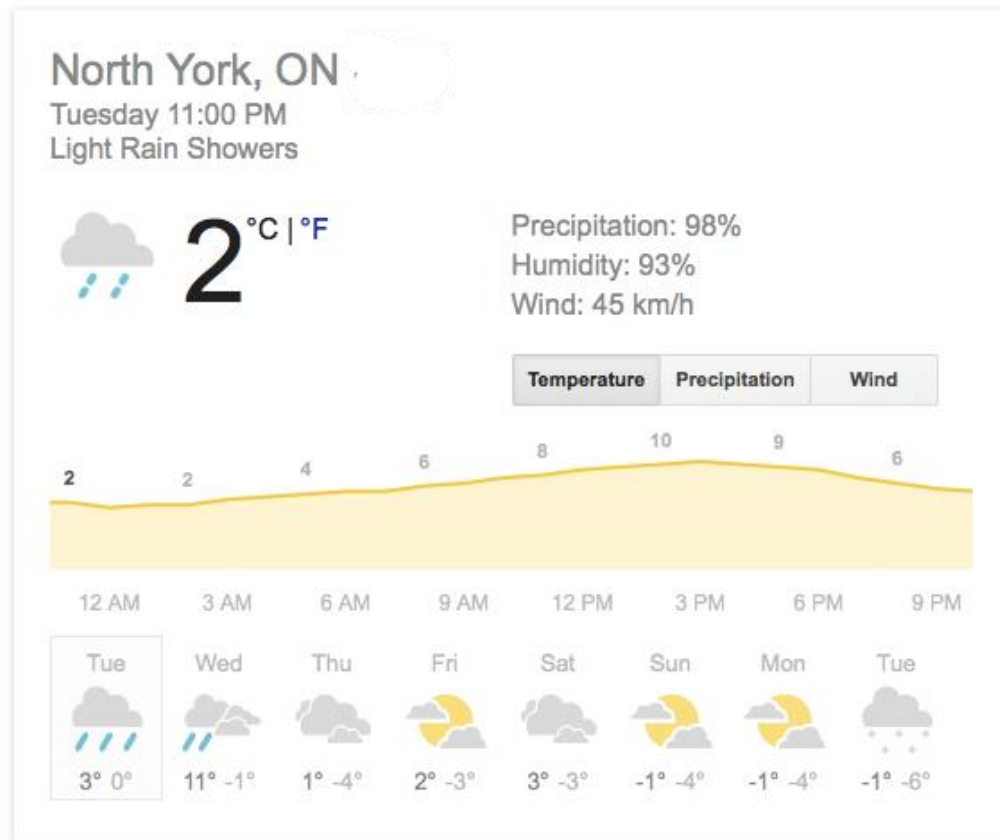 North York, ON
Tuesday 11:00 PM
Light Rain Showers
2 °C | °F
Precipitation: 98%
Humidity: 93%
Wind: 45 km/h
Temperature Precipitation Wind
2 2 4 6 8 10 9 6
12 AM 3 AM 6 AM 9 AM 12 PM 3 PM 6 PM 9 PM
Tue Wed Thu Fri Sat Sun Mon Tue
3° 0° 11° -1° 1° -4° 2° -3° 3° -3° -1° -4° -1° -4° -1° -6°